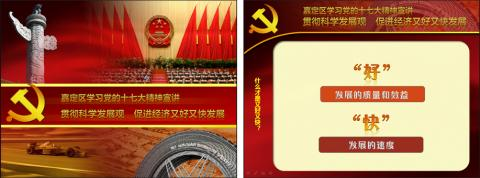 嘉定区学习党的十七大精神宣讲
贯彻科学发展观 促进经济又好又快发展
嘉定区学习党的十七大精神宣讲
贯彻科学发展观 促进经济又好又快发展
什么才是又好又快？
“好”
发展的质量和效益
“快”
发展的速度